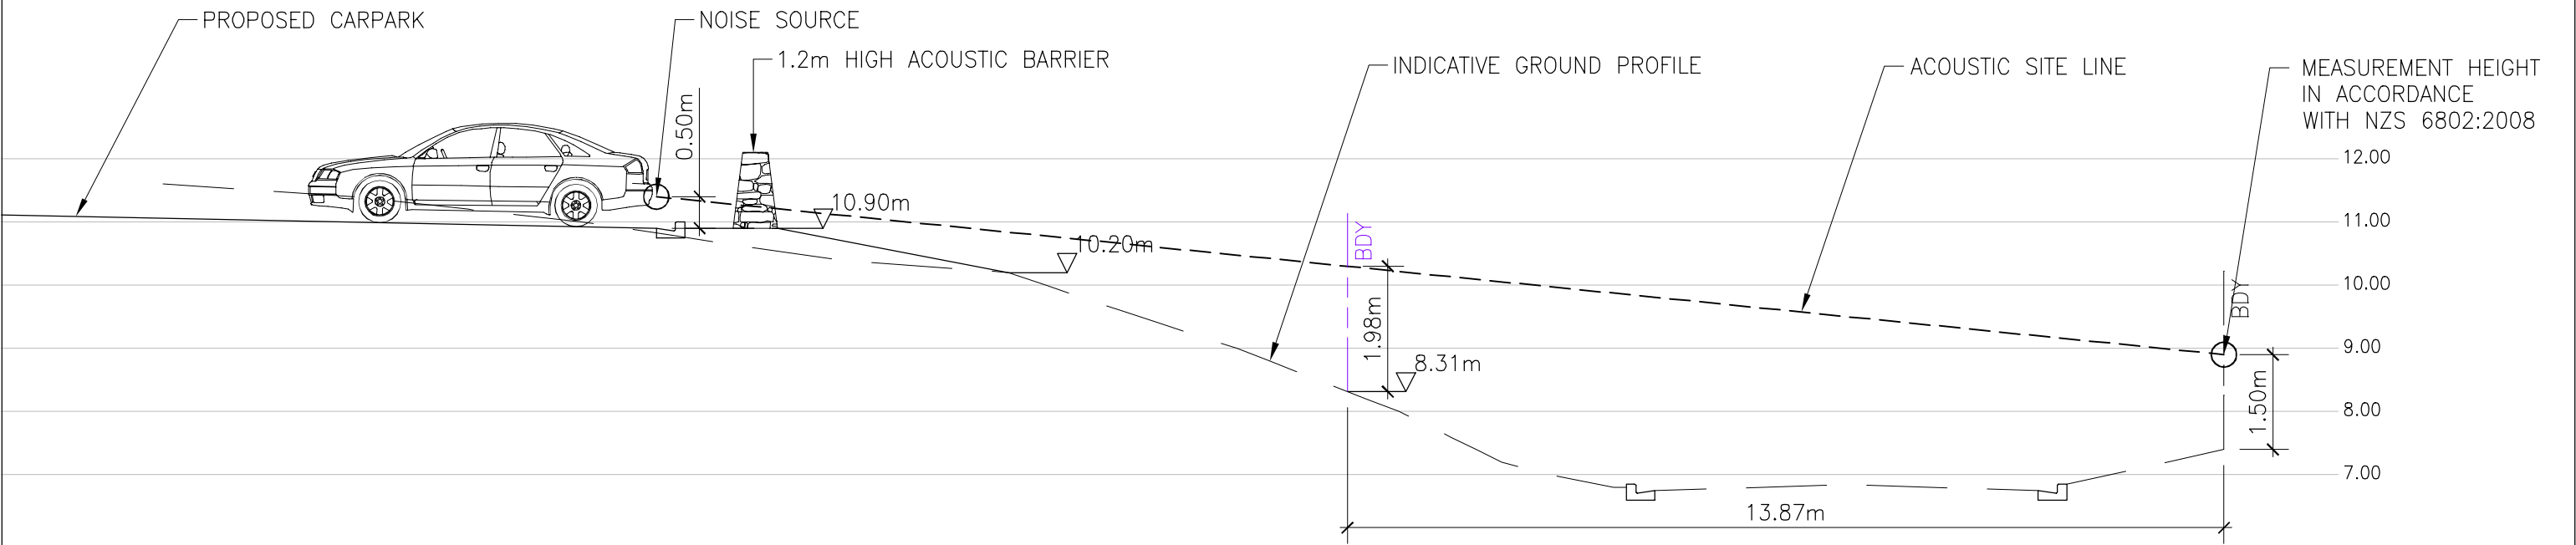 PROPOSED CARPARK
NOISE SOURCE
1.2m HIGH ACOUSTIC BARRIER
INDICATIVE GROUND PROFILE
ACOUSTIC SITE LINE
MEASUREMENT HEIGHT
IN ACCORDANCE
WITH NZS 6802:2008
0.50m
12.00
10.90m
11.00
10.20m
BDY
10.00
BDY
1.98m
9.00
8.31m
8.00
1.50m
7.00
13.87m